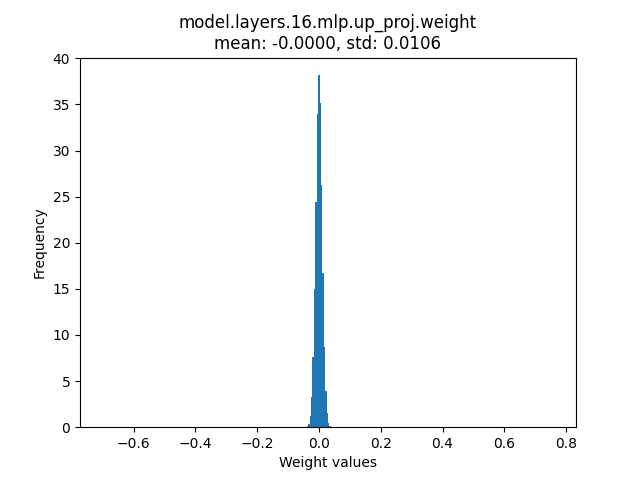 model.layers.16.mlp.up_proj.weight
mean: -0.0000, std: 0.0106
40
35
30
25
20
15
10
5
0
Frequency
−0.6 −0.4 −0.2 0.0 0.2 0.4 0.6 0.8
Weight values